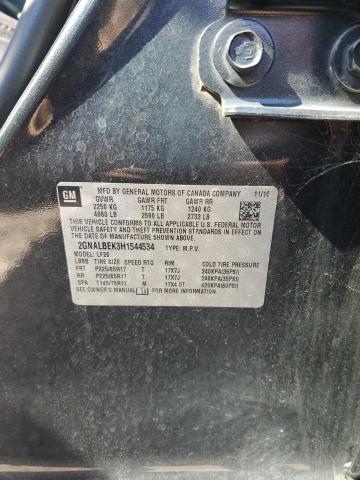 GM
MFD BY GENERAL MOTORS OF CANADA COMPANY 11/16
GVWR GAWR FRT GAWR RR
2250 KG 1175 KG 1240 KG
4960 LB 2590 LB 2733 LB
THIS VEHICLE CONFORMS TO ALL APPLICABLE U.S. FEDERAL MOTOR
VEHICLE SAFETY, BUMPER, AND THEFT PREVENTION STANDARDS
IN EFFECT ON THE DATE OF MANUFACTURE SHOWN ABOVE.
2GNALBEK3H1544534 TYPE: M.P.V.
MODEL: LF26
TIRE SIZE SPEED RTG RIM COLD TIRE PRESSURE
FRT P225/65R17 T 17X7J 240KPA(35PSI)
RR P225/65R17 T 17X7J 240KPA(35PSI)
SPA T145/70R17 M 17X4.5T 420KPA(60PSI)
SEE OWNER'S MANUAL